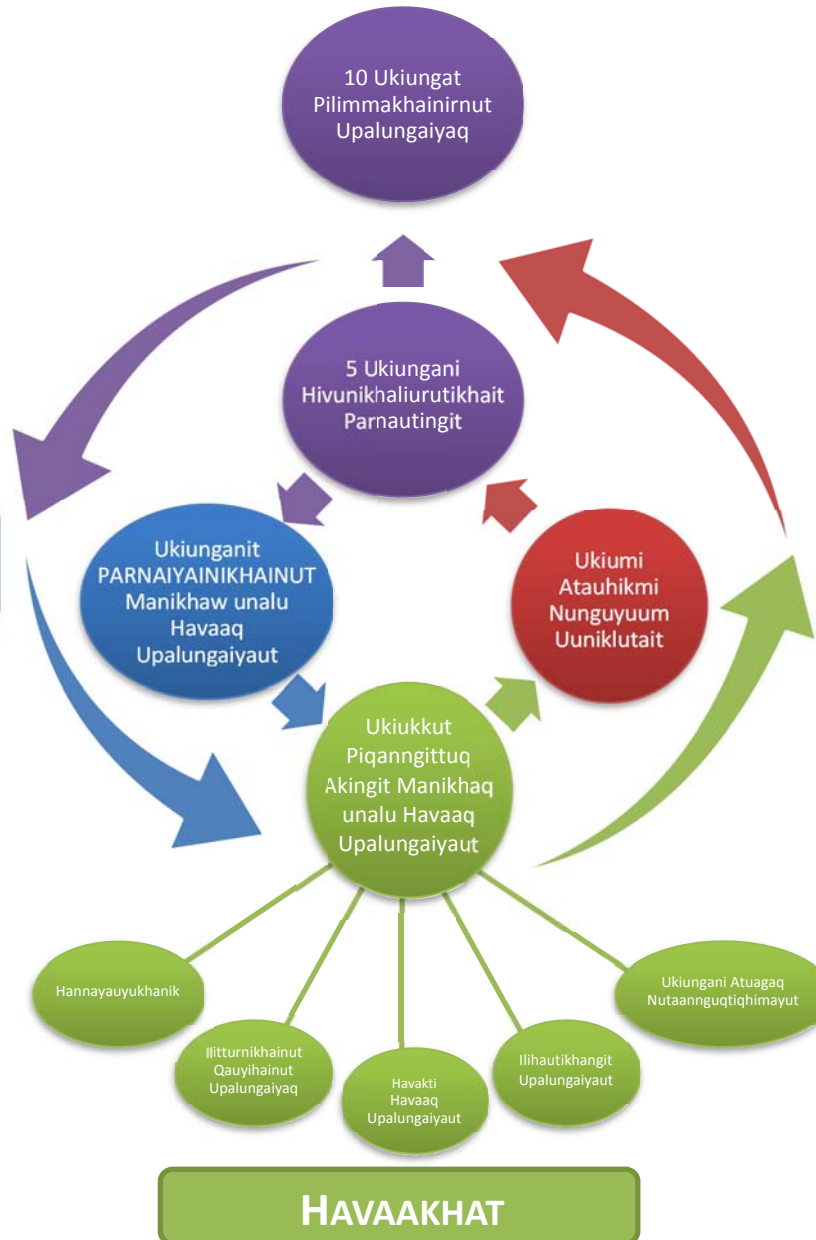 10 Ukiungat
Pilimmakhainirnut
Upalungaiyaq
5 Ukiungani
Hivunikhaliurutikhait
Parnautingit
Ukiunganit
PARNAIYAINIKHAINUT
Manikhaw unalu
Havaaq
Upalungaiyaut
Ukiumi
Atauhikmi
Nunguyuum
Uuniklutait
Ukiukkut
Piqanngittuq
Akingit Manikhaq
unalu Havaaq
Upalungaiyaut
Hannayauyukhanik
Ilitturnikhainut
Qauyihainut
Upalungaiyaq
Havakti
Havaaq
Upalungaiyaut
Ilihautikhangit
Upalungaiyaut
Ukiungani Atuagaq
Nutaannguqtiqhimayut
HAVAAKHAT